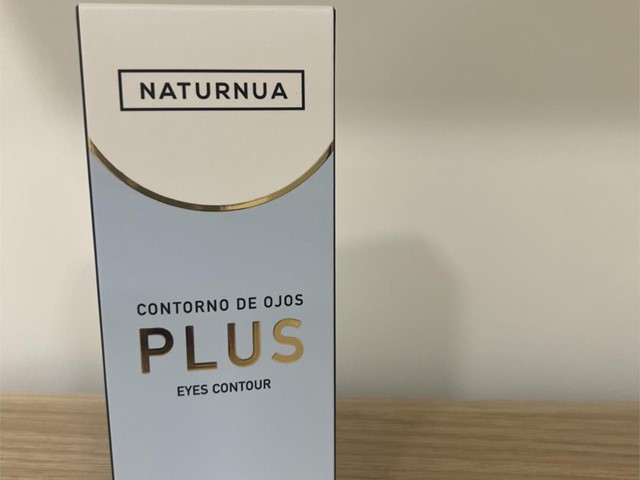 NATURNUA
CONTORNO DE OJOS
PLUS
EYES CONTOUR